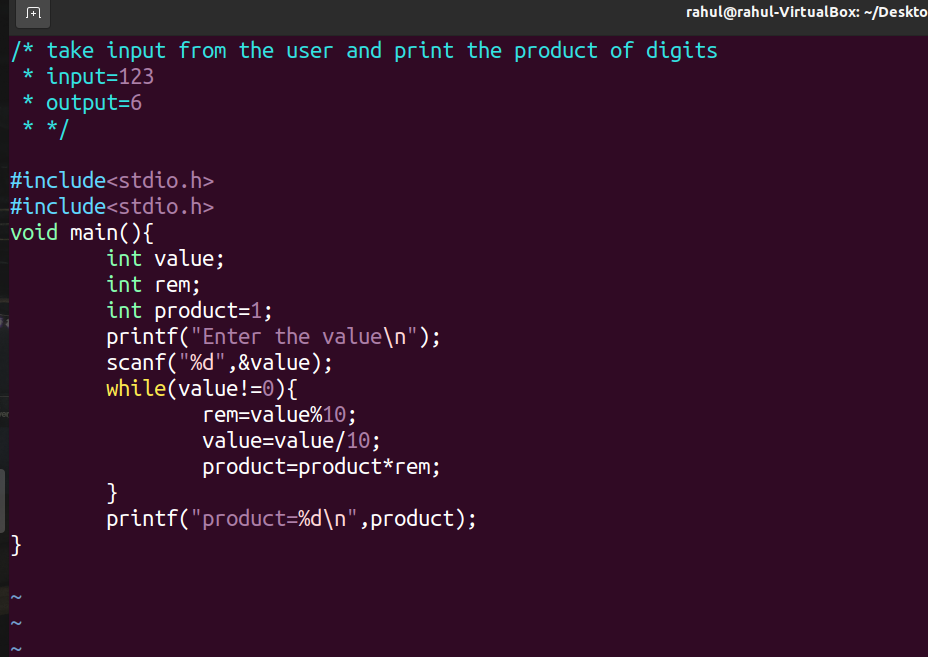 rahul@rahul-VirtualBox: ~/Deskto
/* take input from the user and print the product of digits
 * input=123
 * output=6
 * */
#include<stdio.h>
#include<stdio.h>
void main(){
        int value;
        int rem;
        int product=1;
        printf("Enter the value\n");
        scanf("%d",&value);
        while(value!=0){
                rem=value%10;
                value=value/10;
                product=product*rem;
        }
        printf("product=%d\n",product);
}
~
~
~